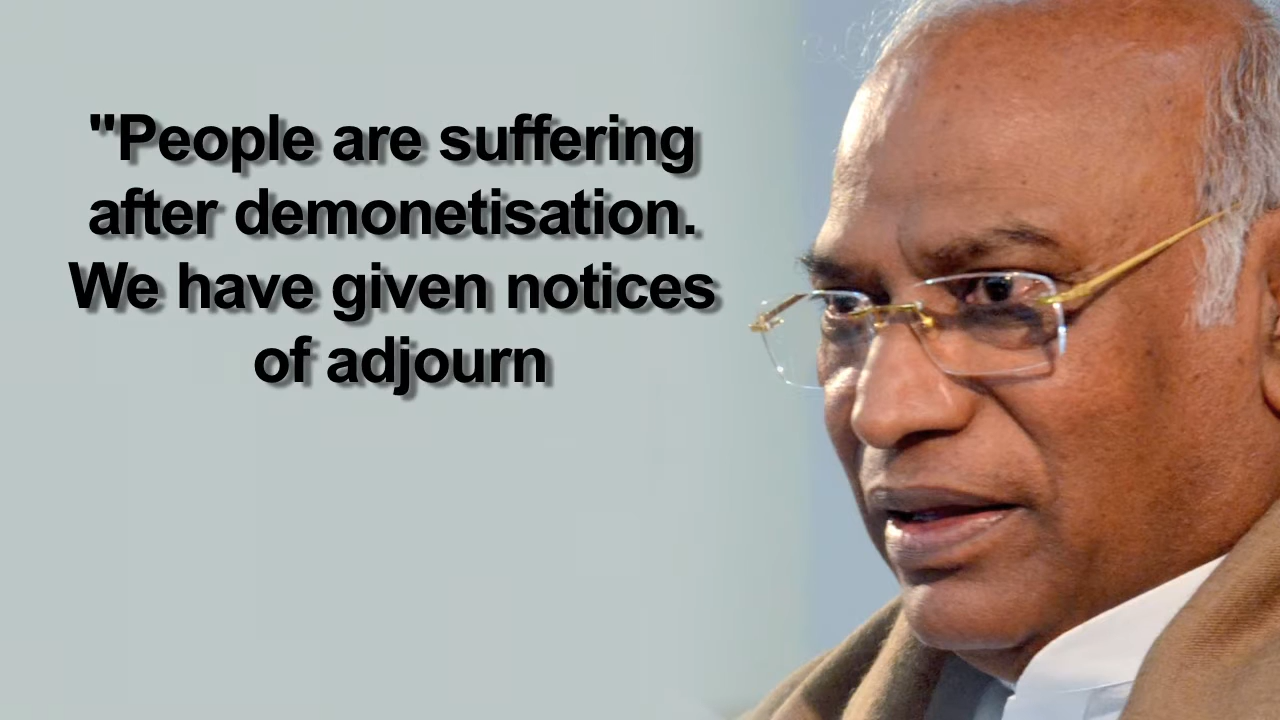 "People are suffering
after demonetisation.
We have given notices
of adjourn